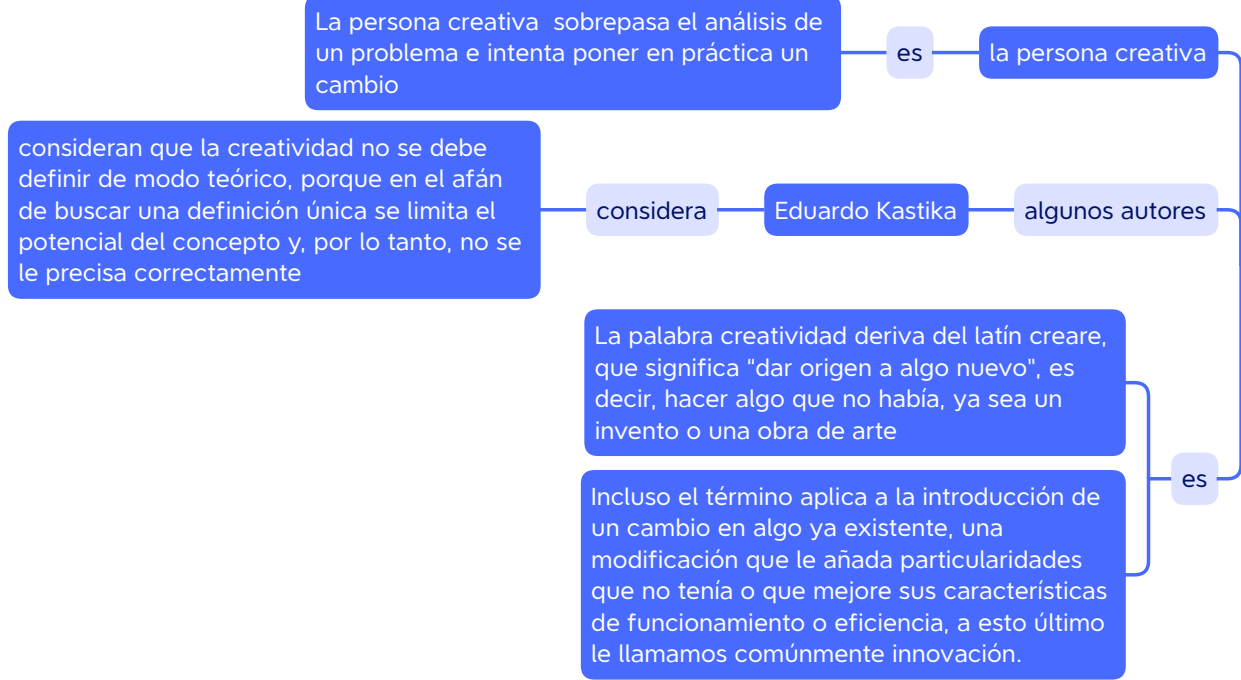 La persona creativa  sobrepasa el análisis de
un problema e intenta poner en práctica un
cambio
es
la persona creativa
consideran que la creatividad no se debe
definir de modo teórico, porque en el afán
de buscar una definición única se limita el
potencial del concepto y, por lo tanto, no se
le precisa correctamente
considera
Eduardo Kastika
algunos autores
La palabra creatividad deriva del latín creare,
que significa "dar origen a algo nuevo", es
decir, hacer algo que no había, ya sea un
invento o una obra de arte
Incluso el término aplica a la introducción de
un cambio en algo ya existente, una
modificación que le añada particularidades
que no tenía o que mejore sus características
de funcionamiento o eficiencia, a esto último
le llamamos comúnmente innovación.
es